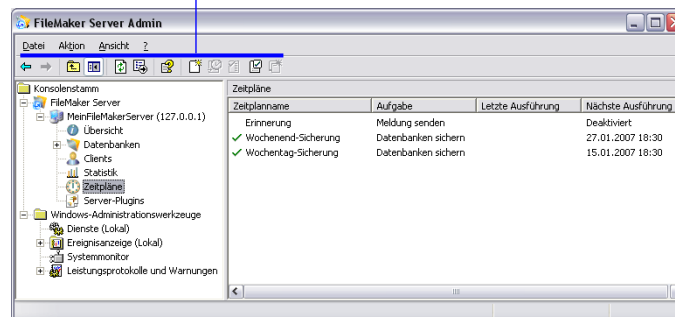 FileMaker Server Admin
Datei Aktion Ansicht ?
Konsolenstamm
FileMaker Server
MeinFileMakerServer (127.0.0.1)
Übersicht
Datenbanken
Clients
Statistik
Zeitpläne
Server-Plugins
Windows-Administrationswerkzeuge
Dienste (Lokal)
Ereignisanzeige (Lokal)
Systemmonitor
Leistungsprotokolle und Warnungen
Zeitpläne
Zeitplanname Aufgabe Letzte Ausführung Nächste Ausführung
Erinnerung Meldung senden Deaktiviert
Wochenend-Sicherung Datenbanken sichern 27.01.2007 18:30
Wochentag-Sicherung Datenbanken sichern 15.01.2007 18:30